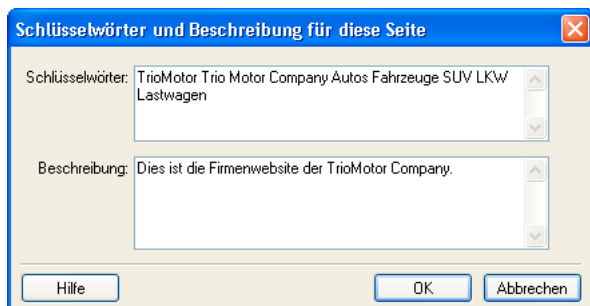 Schlüsselwörter und Beschreibung für diese Seite
Schlüsselwörter: TrioMotor Trio Motor Company Autos Fahrzeuge SUV LKW
Lastwagen
Beschreibung: Dies ist die Firmenwebsite der TrioMotor Company.
Hilfe OK Abbrechen